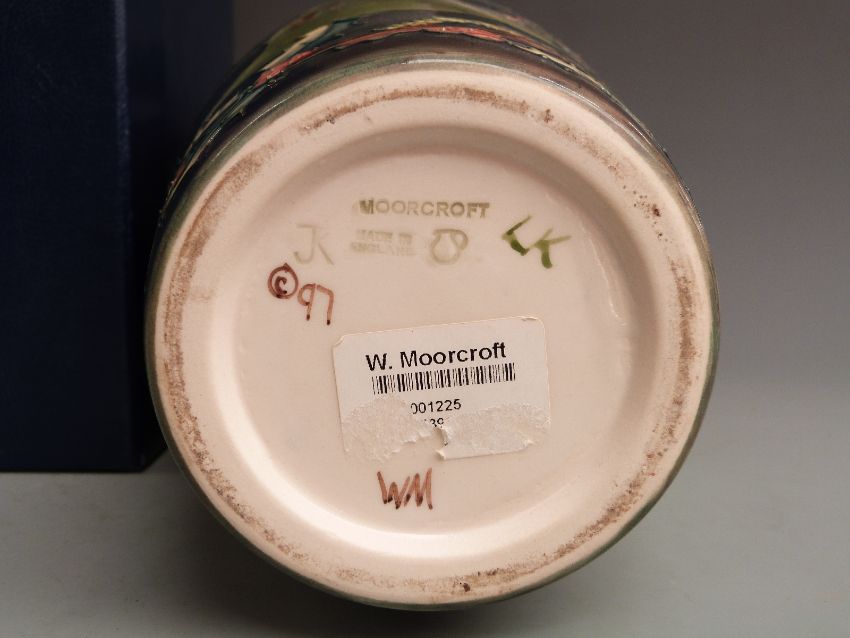 MOORCROFT
JK
MADE IN
ENGLAND
LK
©97
W. Moorcroft
001225
WM